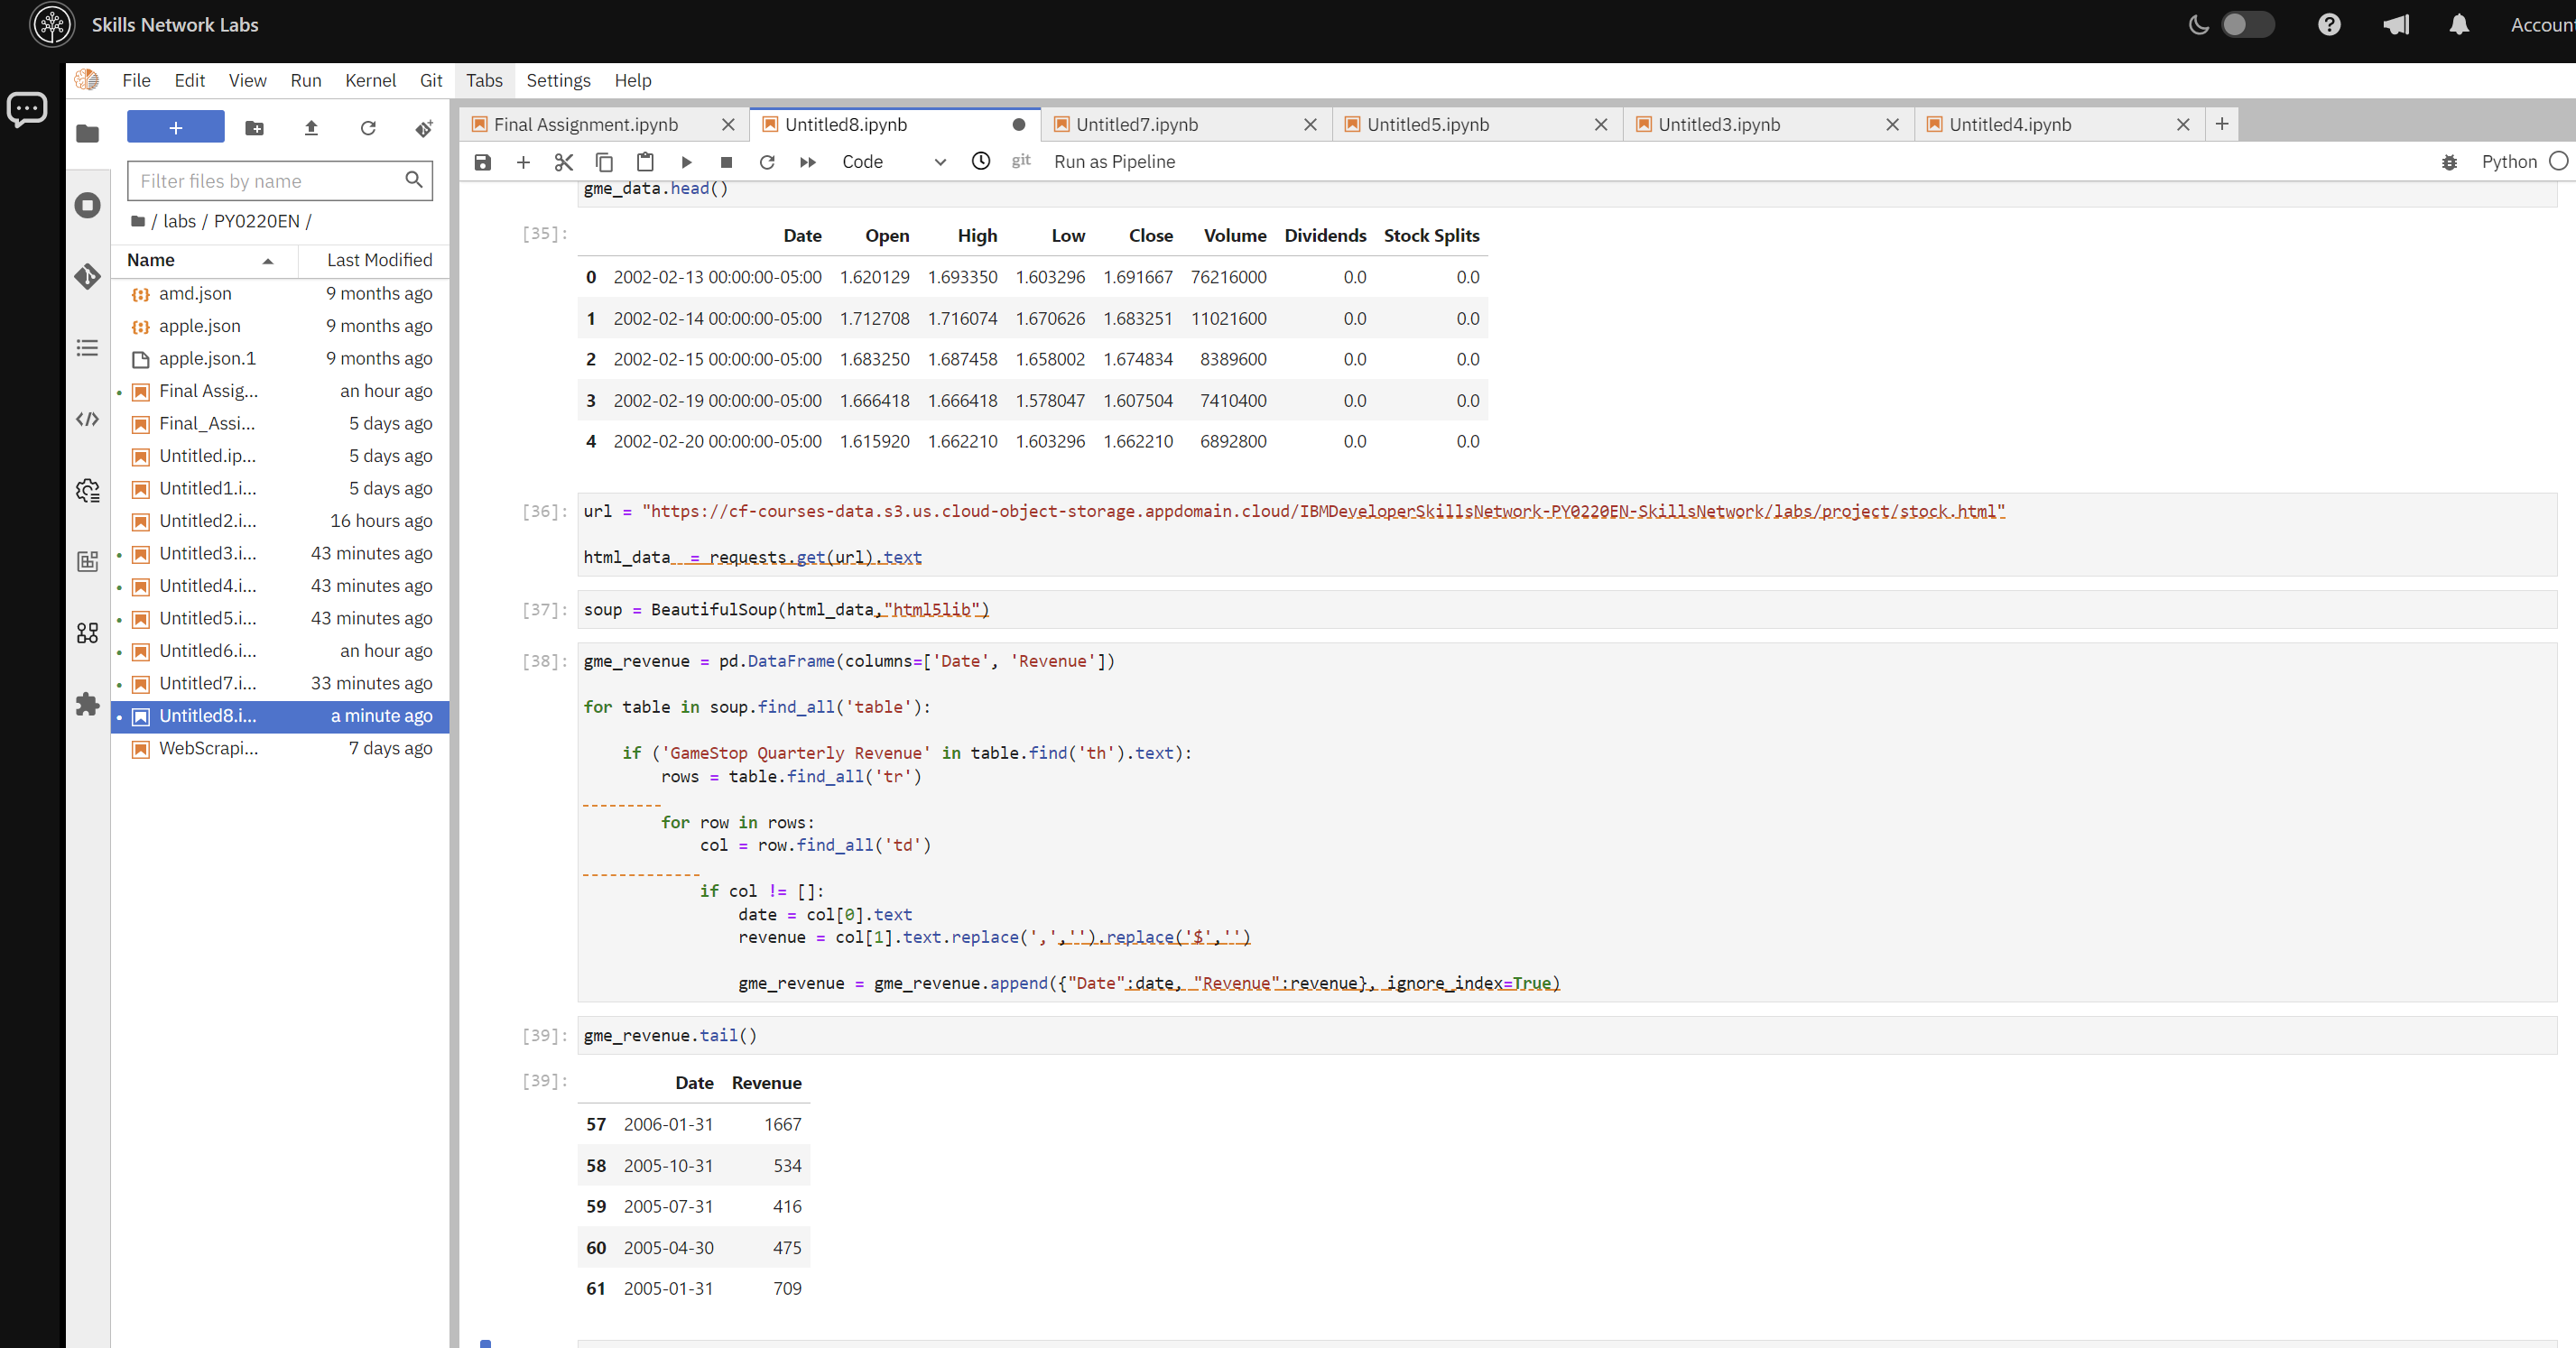 Skills Network Labs
Accoun
File Edit View Run Kernel Git Tabs Settings Help
+
Filter files by name
/ labs / PY0220EN /
Name Last Modified
amd.json 9 months ago
apple.json 9 months ago
apple.json.1 9 months ago
Final Assig... an hour ago
Final_Assi... 5 days ago
Untitled.ip... 5 days ago
Untitled1.i... 5 days ago
Untitled2.i... 16 hours ago
Untitled3.i... 43 minutes ago
Untitled4.i... 43 minutes ago
Untitled5.i... 43 minutes ago
Untitled6.i... an hour ago
Untitled7.i... 33 minutes ago
Untitled8.i... a minute ago
WebScrapi... 7 days ago
Final Assignment.ipynb Untitled8.ipynb Untitled7.ipynb Untitled5.ipynb Untitled3.ipynb Untitled4.ipynb
Code git Run as Pipeline Python
gme_data.head()
[35]:
Date Open High Low Close Volume Dividends Stock Splits
0 2002-02-13 00:00:00-05:00 1.620129 1.693350 1.603296 1.691667 76216000 0.0 0.0
1 2002-02-14 00:00:00-05:00 1.712708 1.716074 1.670626 1.683251 11021600 0.0 0.0
2 2002-02-15 00:00:00-05:00 1.683250 1.687458 1.658002 1.674834 8389600 0.0 0.0
3 2002-02-19 00:00:00-05:00 1.666418 1.666418 1.578047 1.607504 7410400 0.0 0.0
4 2002-02-20 00:00:00-05:00 1.615920 1.662210 1.603296 1.662210 6892800 0.0 0.0
[36]: url = "https://cf-courses-data.s3.us.cloud-object-storage.appdomain.cloud/IBMDeveloperSkillsNetwork-PY0220EN-SkillsNetwork/labs/project/stock.html"
html_data  = requests.get(url).text
[37]: soup = BeautifulSoup(html_data,"html5lib")
[38]: gme_revenue = pd.DataFrame(columns=['Date', 'Revenue'])
for table in soup.find_all('table'):
if ('GameStop Quarterly Revenue' in table.find('th').text):
rows = table.find_all('tr')
for row in rows:
col = row.find_all('td')
if col != []:
date = col[0].text
revenue = col[1].text.replace(',','').replace('$','')
gme_revenue = gme_revenue.append({"Date":date, "Revenue":revenue}, ignore_index=True)
[39]: gme_revenue.tail()
[39]:
Date Revenue
57 2006-01-31 1667
58 2005-10-31 534
59 2005-07-31 416
60 2005-04-30 475
61 2005-01-31 709